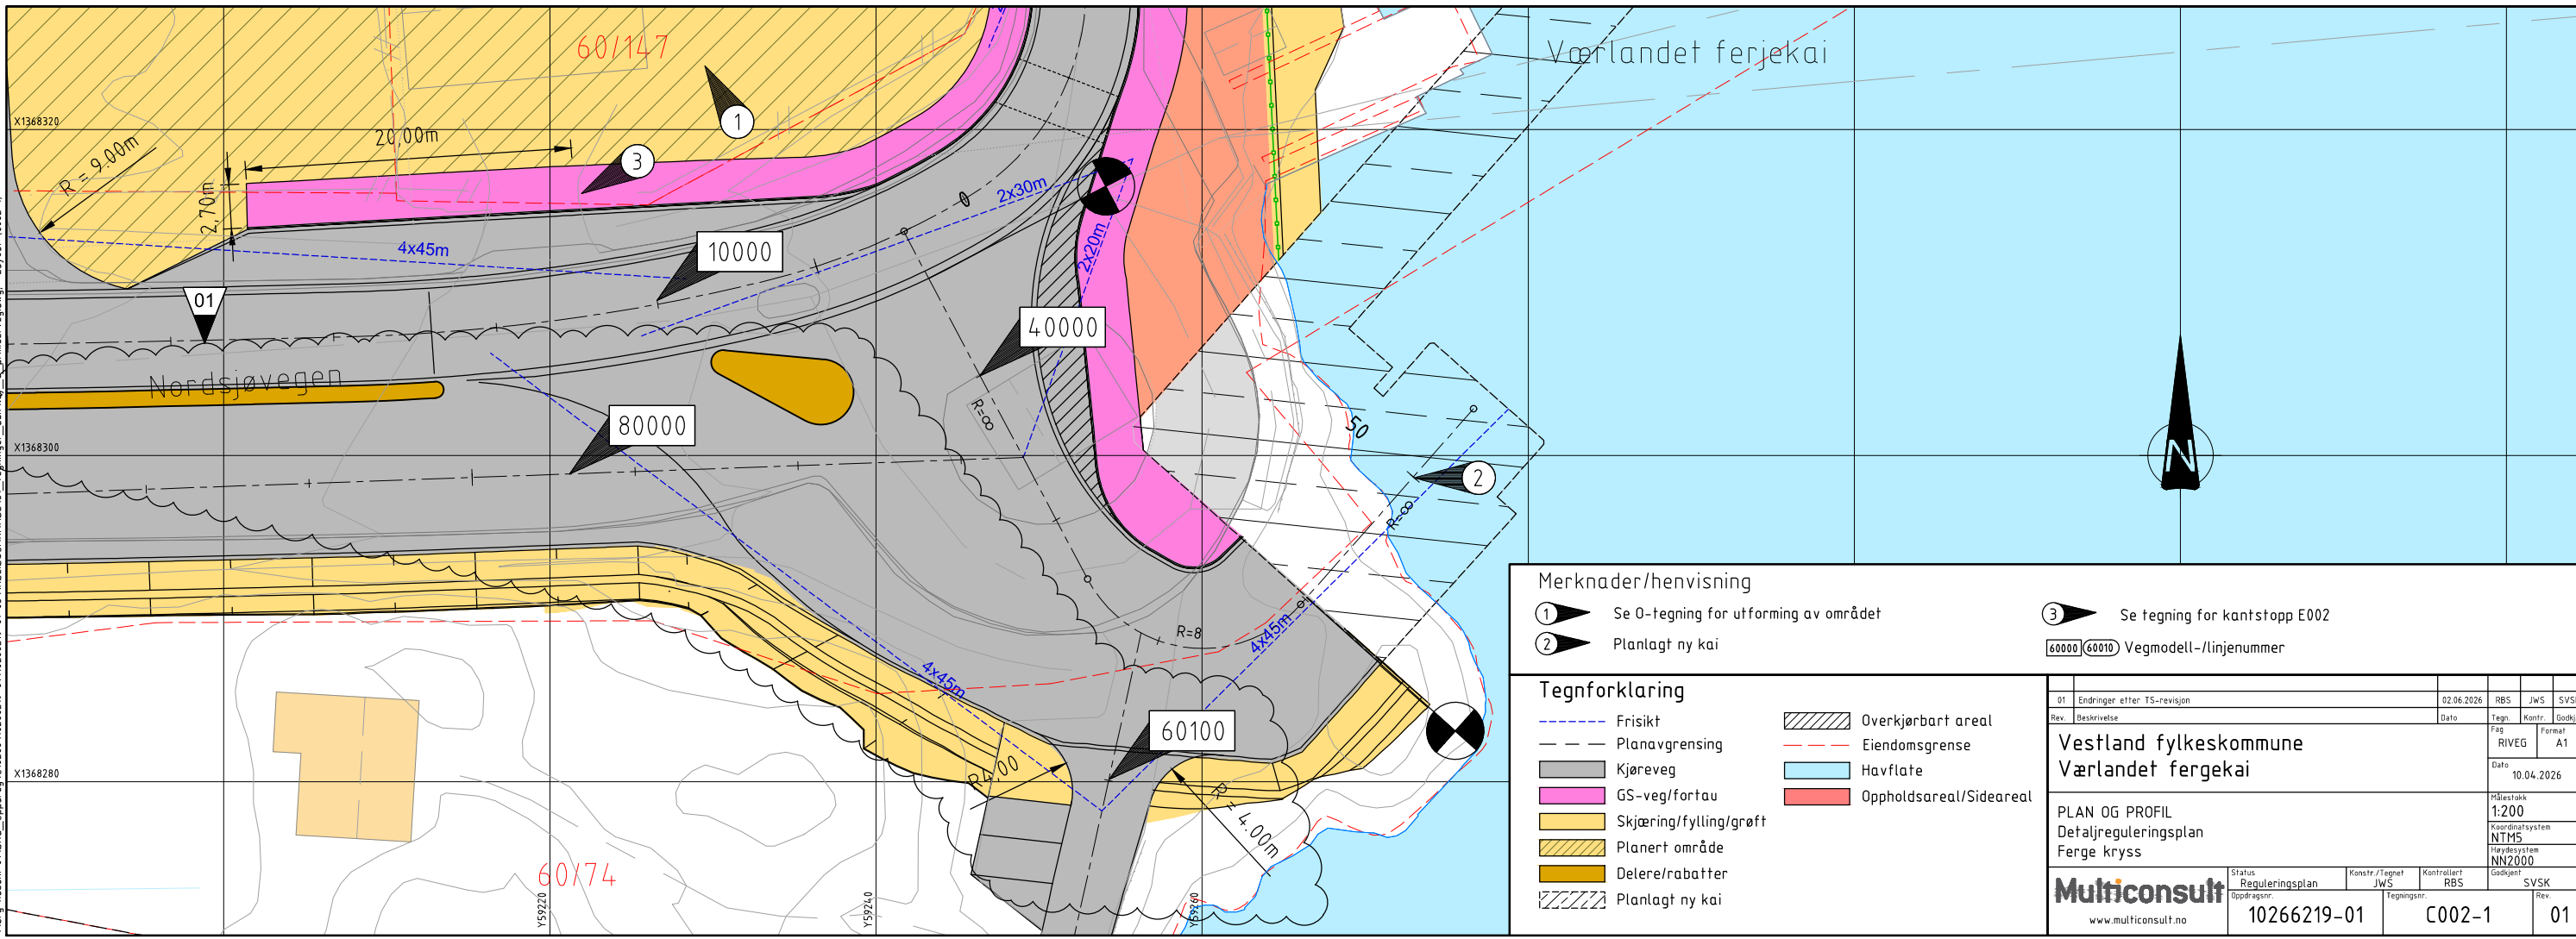 60/147
Værlandet ferjekai
X1368320
R = 9.00m
20,00m
1
3
2,70m
2x30m
4x45m
10000
2x20m
01
40000
Nordsjøvegen
R=∞
80000
50
X1368300
2
R=∞
R=8
4x45m
4x45m
60100
R4,00
R = 4.00m
X1368280
60/74
Y59220
Y59240
Y59260
N
Merknader/henvisning
1 Se O-tegning for utforming av området
2 Planlagt ny kai
3 Se tegning for kantstopp E002
60000 60010 Vegmodell-/linjenummer
Tegnforklaring
Frisikt
Planavgrensing
Kjøreveg
GS-veg/fortau
Skjæring/fylling/grøft
Planert område
Delere/rabatter
Planlagt ny kai
Overkjørbart areal
Eiendomsgrense
Havflate
Oppholdsareal/Sideareal
01 Endringer etter TS-revisjon 02.06.2026 RBS JWS SVSK
Rev. Beskrivelse Dato Tegn. Kontr. Godkj
Vestland fylkeskommune
Værlandet fergekai
Fag
RIVEG
Format
A1
Dato
10.04.2026
PLAN OG PROFIL
Detaljreguleringsplan
Ferge kryss
Målestokk
1:200
Koordinatsystem
NTM5
Høydesystem
NN2000
Multiconsult
www.multiconsult.no
Status
Reguleringsplan
Konstr./Tegnet
JWS
Kontrollert
RBS
Godkjent
SVSK
Oppdragsnr.
10266219-01
Tegningsnr.
C002-1
Rev.
01